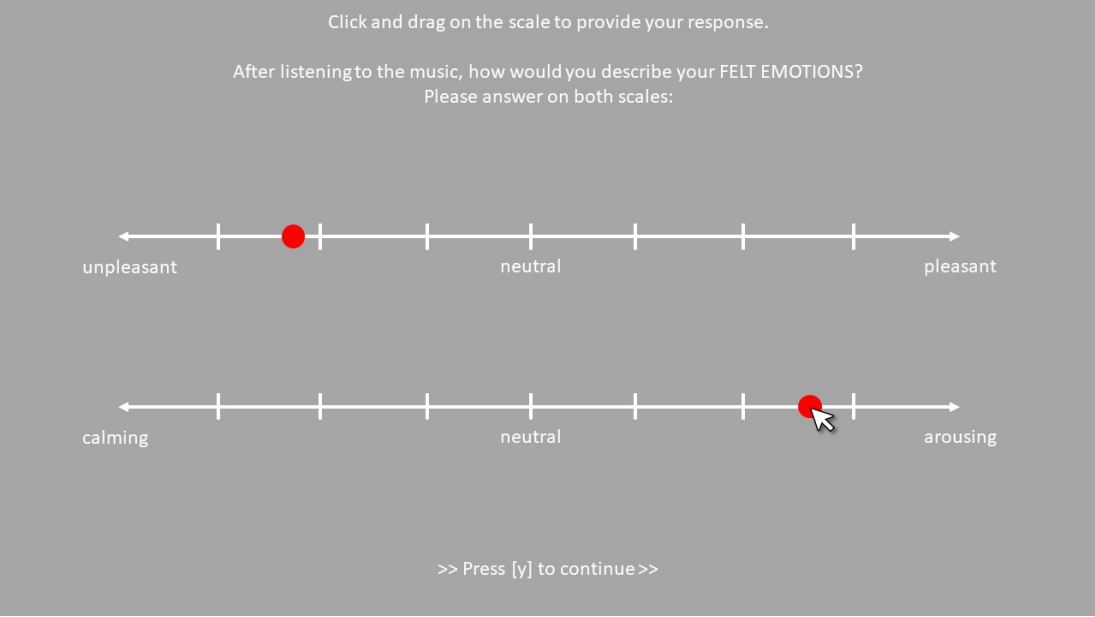 Click and drag on the scale to provide your response.
After listening to the music, how would you describe your FELT EMOTIONS?
Please answer on both scales:
unpleasant neutral pleasant
calming neutral arousing
>> Press [y] to continue >>